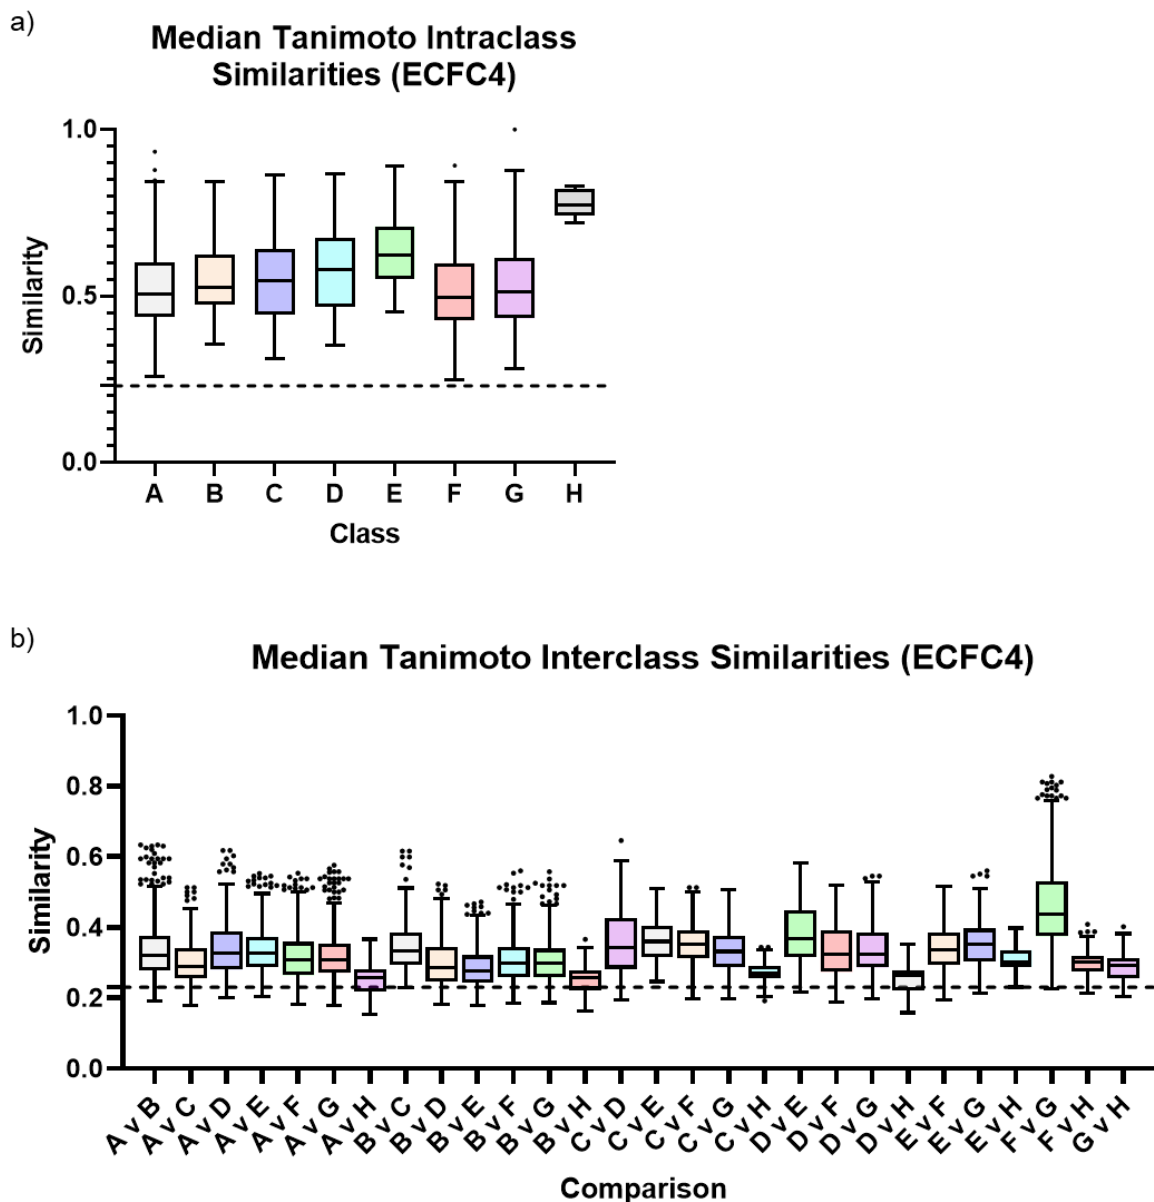 a)
Median Tanimoto Intraclass
Similarities (ECFC4)
1.0
0.5
0.0
Similarity
A B C D E F G H
Class
b)
Median Tanimoto Interclass Similarities (ECFC4)
1.0
0.8
0.6
0.4
0.2
0.0
Similarity
A v B
A v C
A v D
A v E
A v F
A v G
A v H
B v C
B v D
B v E
B v F
B v G
B v H
C v D
C v E
C v F
C v G
C v H
D v E
D v F
D v G
D v H
E v F
E v G
E v H
F v G
F v H
G v H
Comparison